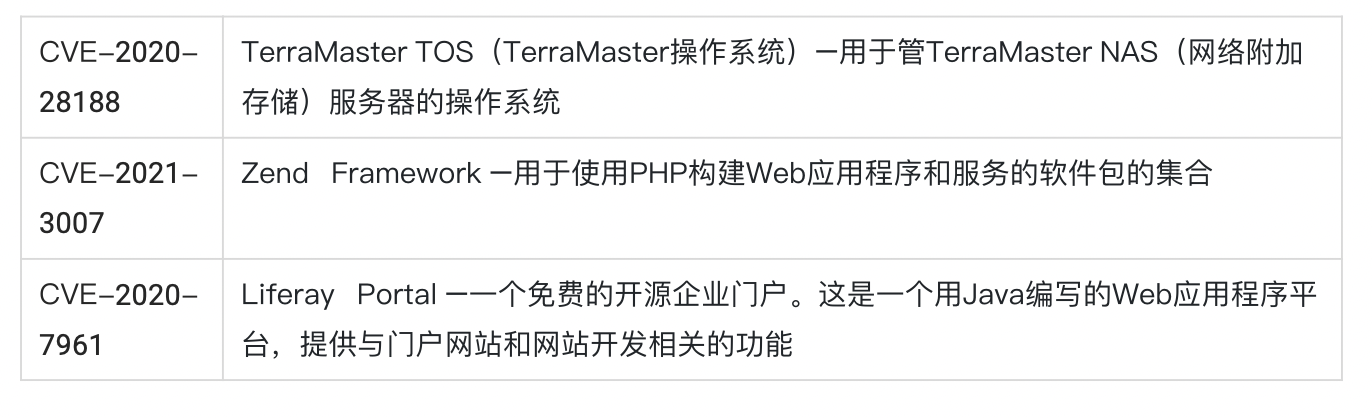 CVE-2020-
28188
TerraMaster TOS（TerraMaster操作系统）—用于管TerraMaster NAS（网络附加
存储）服务器的操作系统
CVE-2021-
3007
Zend Framework —用于使用PHP构建Web应用程序和服务的软件包的集合
CVE-2020-
7961
Liferay Portal —一个免费的开源企业门户。这是一个用Java编写的Web应用程序平
台，提供与门户网站和网站开发相关的功能